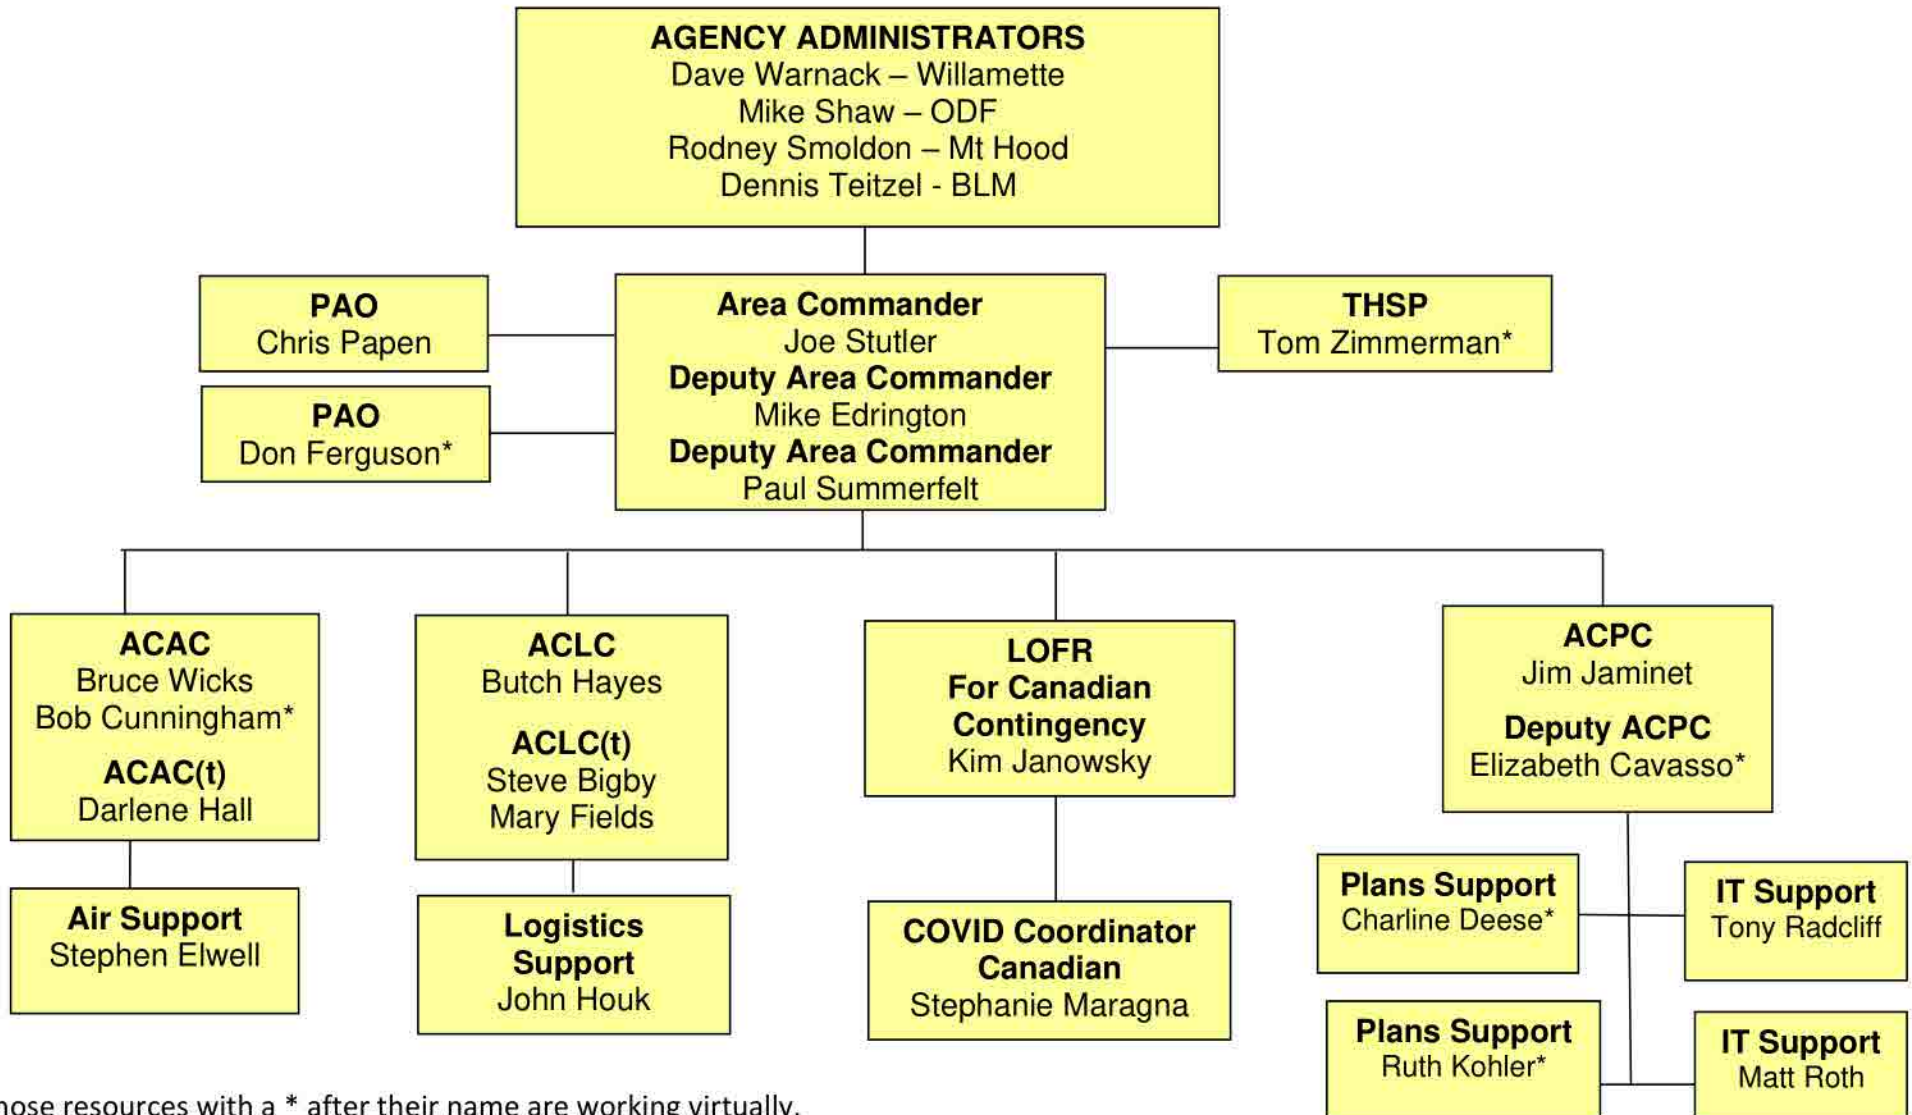 AGENCY ADMINISTRATORS
Dave Warnack – Willamette
Mike Shaw – ODF
Rodney Smoldon – Mt Hood
Dennis Teitzel - BLM
PAO
Chris Papen
PAO
Don Ferguson*
Area Commander
Joe Stutler
Deputy Area Commander
Mike Edrington
Deputy Area Commander
Paul Summerfelt
THSP
Tom Zimmerman*
ACAC
Bruce Wicks
Bob Cunningham*
ACAC(t)
Darlene Hall
Air Support
Stephen Elwell
ACLC
Butch Hayes
ACLC(t)
Steve Bigby
Mary Fields
Logistics
Support
John Houk
LOFR
For Canadian
Contingency
Kim Janowsky
COVID Coordinator
Canadian
Stephanie Maragna
ACPC
Jim Jaminet
Deputy ACPC
Elizabeth Cavasso*
Plans Support
Charline Deese*
IT Support
Tony Radcliff
Plans Support
Ruth Kohler*
IT Support
Matt Roth
resources with a * after their name are working virtually.